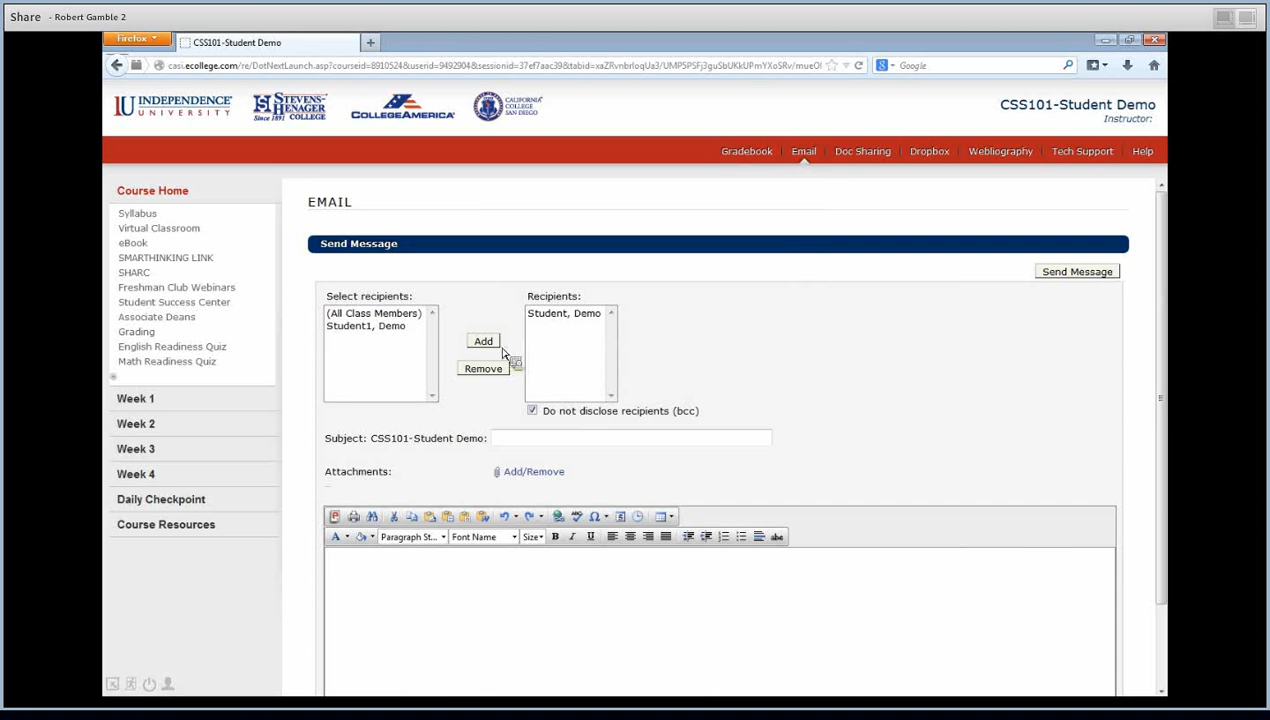 Share - Robert Gamble 2
Firefox
CSS101-Student Demo
Google
INDEPENDENCE UNIVERSITY
STEVENS-HENAGER COLLEGE
Since 1891
COLLEGEAMERICA
CALIFORNIA COLLEGE SAN DIEGO
CSS101-Student Demo
Instructor:
Gradebook | Email | Doc Sharing | Dropbox | Webliography | Tech Support | Help
Course Home
Syllabus
Virtual Classroom
eBook
SMARTHINKING LINK
SHARC
Freshman Club Webinars
Student Success Center
Associate Deans
Grading
English Readiness Quiz
Math Readiness Quiz
Week 1
Week 2
Week 3
Week 4
Daily Checkpoint
Course Resources
EMAIL
Send Message
Send Message
Select recipients:
(All Class Members)
Student1, Demo
Add
Remove
Recipients:
Student, Demo
Do not disclose recipients (bcc)
Subject: CSS101-Student Demo:
Attachments: Add/Remove
Paragraph St... Font Name Size